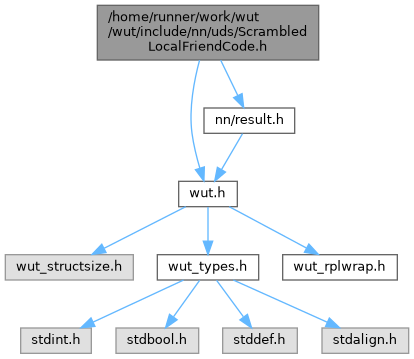 /home/runner/work/wut
/wut/include/nn/uds/Scrambled
LocalFriendCode.h
nn/result.h
wut.h
wut_structsize.h
wut_types.h
wut_rplwrap.h
stdint.h
stdbool.h
stddef.h
stdalign.h